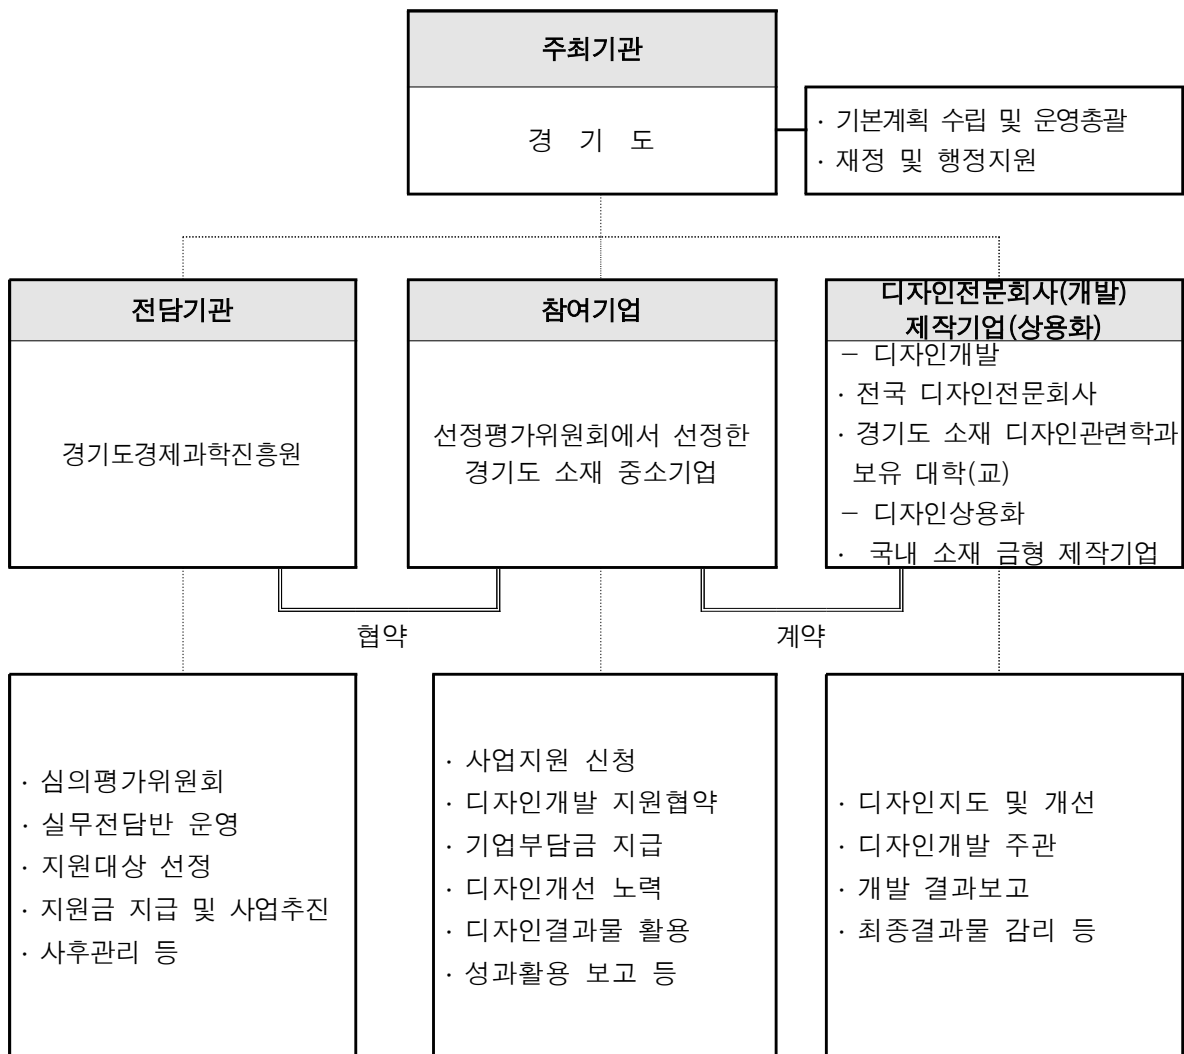 주최기관
경 기 도
· 기본계획 수립 및 운영총괄
· 재정 및 행정지원
전담기관
경기도경제과학진흥원
참여기업
선정평가위원회에서 선정한
경기도 소재 중소기업
디자인전문회사(개발)
제작기업(상용화)
- 디자인개발
· 전국 디자인전문회사
· 경기도 소재 디자인관련학과
보유 대학(교)
- 디자인상용화
· 국내 소재 금형 제작기업
협약
계약
· 심의평가위원회
· 실무전담반 운영
· 지원대상 선정
· 지원금 지급 및 사업추진
· 사후관리 등
· 사업지원 신청
· 디자인개발 지원협약
· 기업부담금 지급
· 디자인개선 노력
· 디자인결과물 활용
· 성과활용 보고 등
· 디자인지도 및 개선
· 디자인개발 주관
· 개발 결과보고
· 최종결과물 감리 등